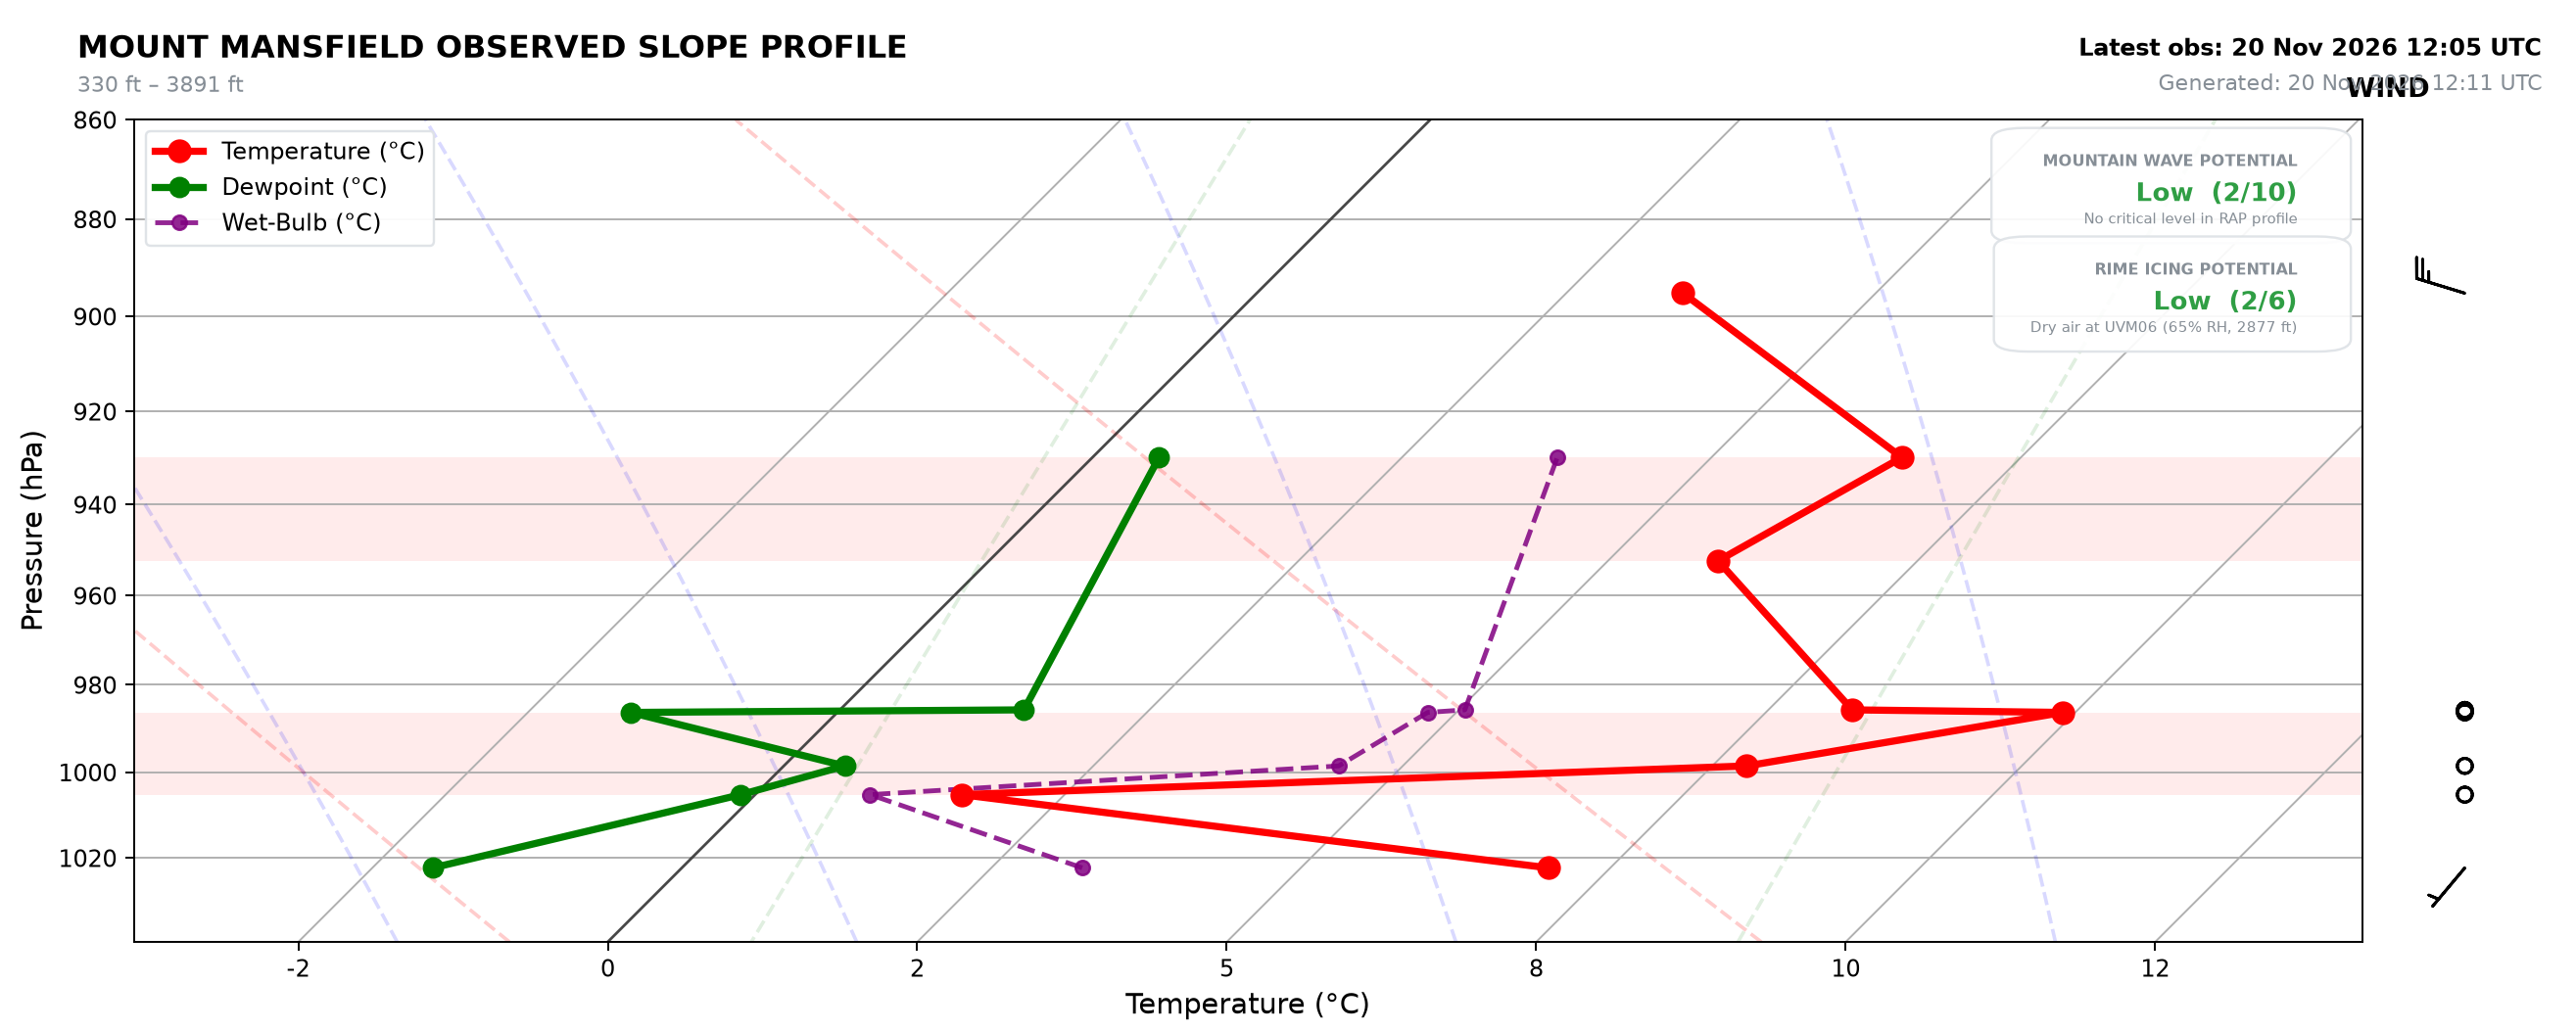 MOUNT MANSFIELD OBSERVED SLOPE PROFILE
330 ft – 3891 ft
Latest obs: 20 Nov 2026 12:05 UTC
Generated: 20 Nov 2026 12:11 UTC
WIND
Temperature (°C)
Dewpoint (°C)
Wet-Bulb (°C)
MOUNTAIN WAVE POTENTIAL
Low (2/10)
No critical level in RAP profile
RIME ICING POTENTIAL
Low (2/6)
Dry air at UVM06 (65% RH, 2877 ft)
Pressure (hPa)
860
880
900
920
940
960
980
1000
1020
-2 0 2 5 8 10 12
Temperature (°C)